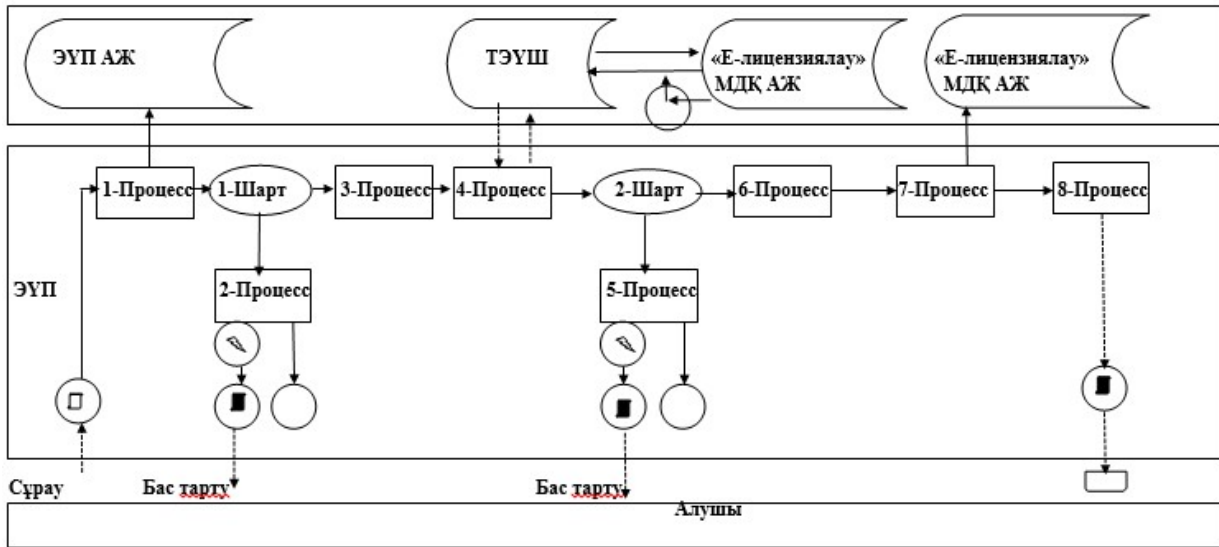 ЭҮП АЖ
ТЭҮШ
«Е-лицензиялау»
МДҚ АЖ
«Е-лицензиялау»
МДҚ АЖ
1-Процесс
1-Шарт
3-Процесс
4-Процесс
2-Шарт
6-Процесс
7-Процесс
8-Процесс
ЭҮП
2-Процесс
5-Процесс
Сұрау
Бас тарту
Бас тарту
Алушы